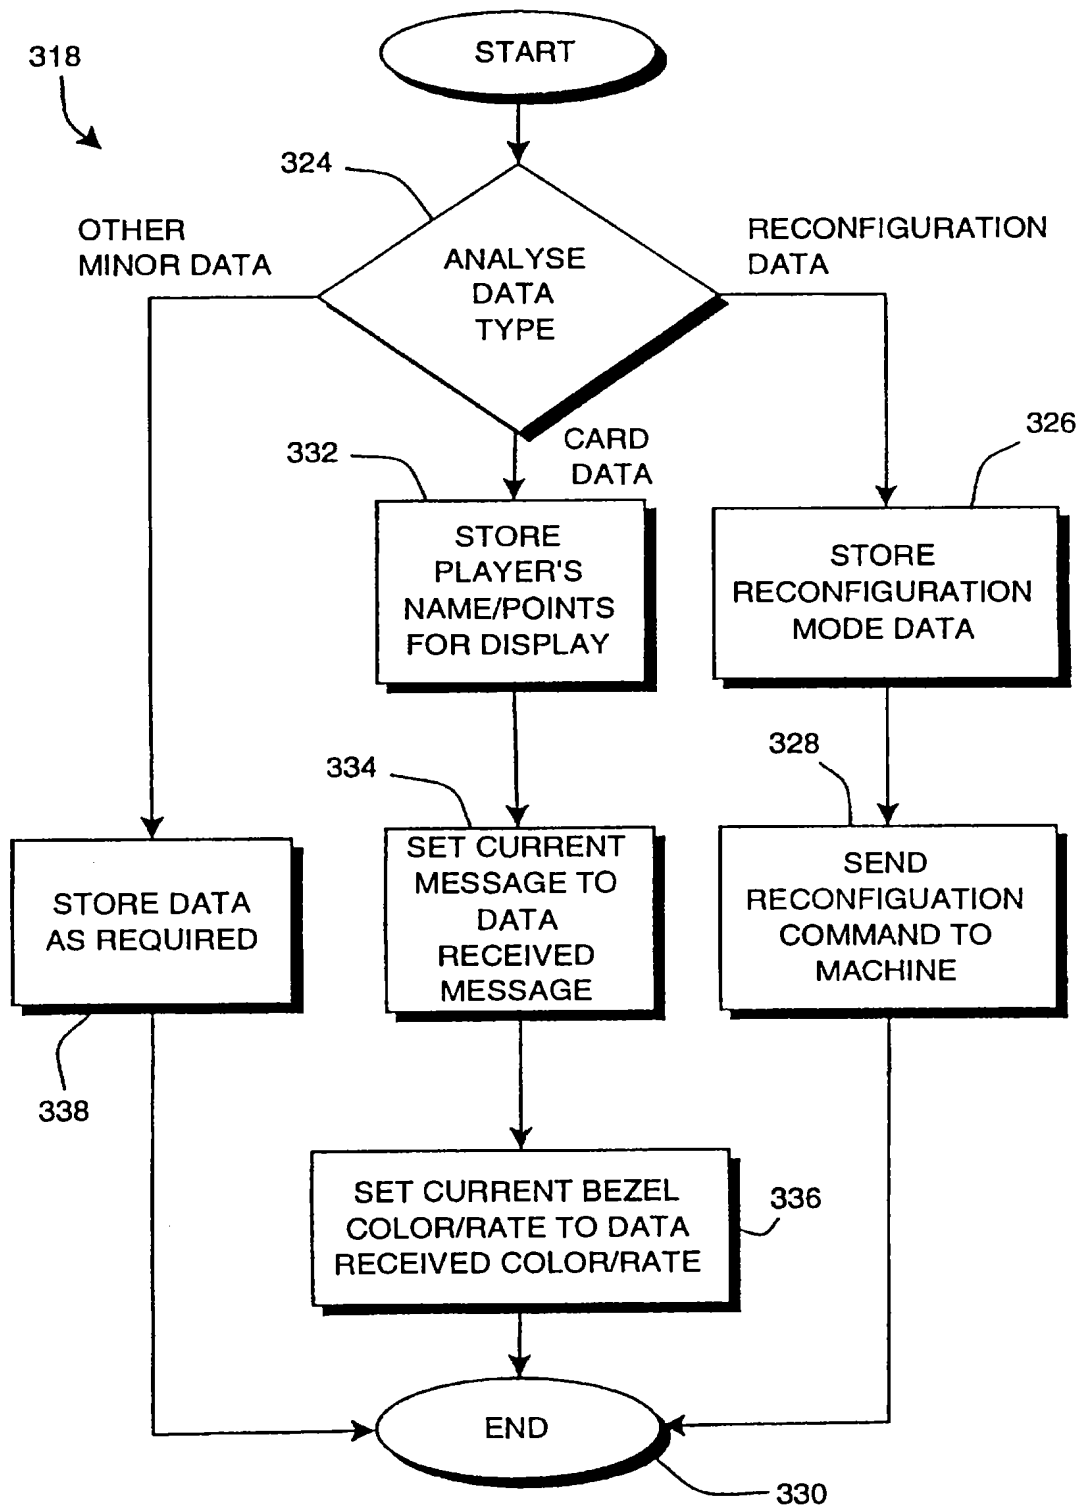 START
318
324
OTHER
MINOR DATA
RECONFIGURATION
DATA
ANALYSE
DATA
TYPE
CARD
DATA
332
326
STORE
PLAYER'S
NAME/POINTS
FOR DISPLAY
STORE
RECONFIGURATION
MODE DATA
334
328
SET CURRENT
MESSAGE TO
DATA
RECEIVED
MESSAGE
SEND
RECONFIGUATION
COMMAND TO
MACHINE
STORE DATA
AS REQUIRED
338
SET CURRENT BEZEL
COLOR/RATE TO DATA
RECEIVED COLOR/RATE
336
END
330